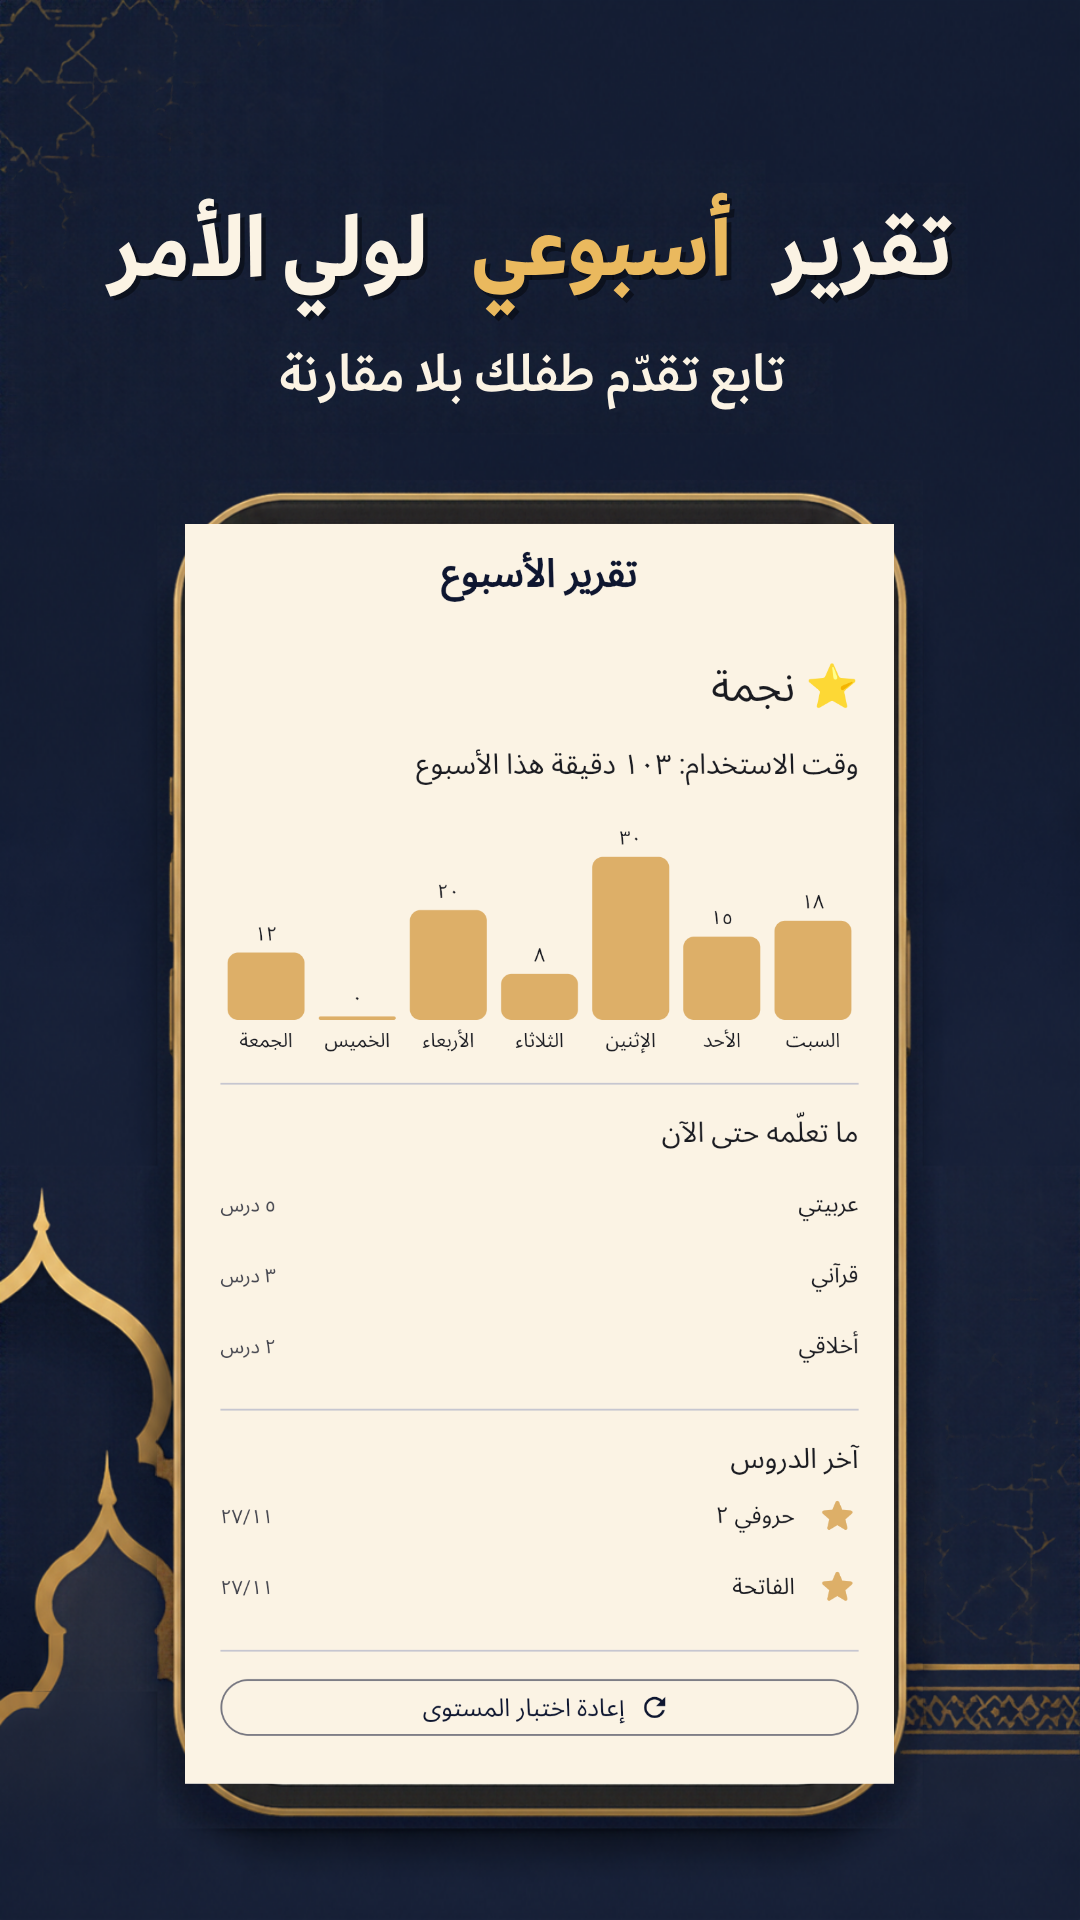 تقرير أسبوعي لولي الأمر
تابع تقدّم طفلك بلا مقارنة
تقرير الأسبوع
نجمة
وقت الاستخدام: ١٠٣ دقيقة هذا الأسبوع
١٨ ١٥ ٣٠ ٨ ٢٠ ٠ ١٢
السبت الأحد الإثنين الثلاثاء الأربعاء الخميس الجمعة
ما تعلّمه حتى الآن
عربيتي ٥ درس
قرآني ٣ درس
أخلاقي ٢ درس
آخر الدروس
حروفي ٢ ٢٧/١١
الفاتحة ٢٧/١١
إعادة اختبار المستوى